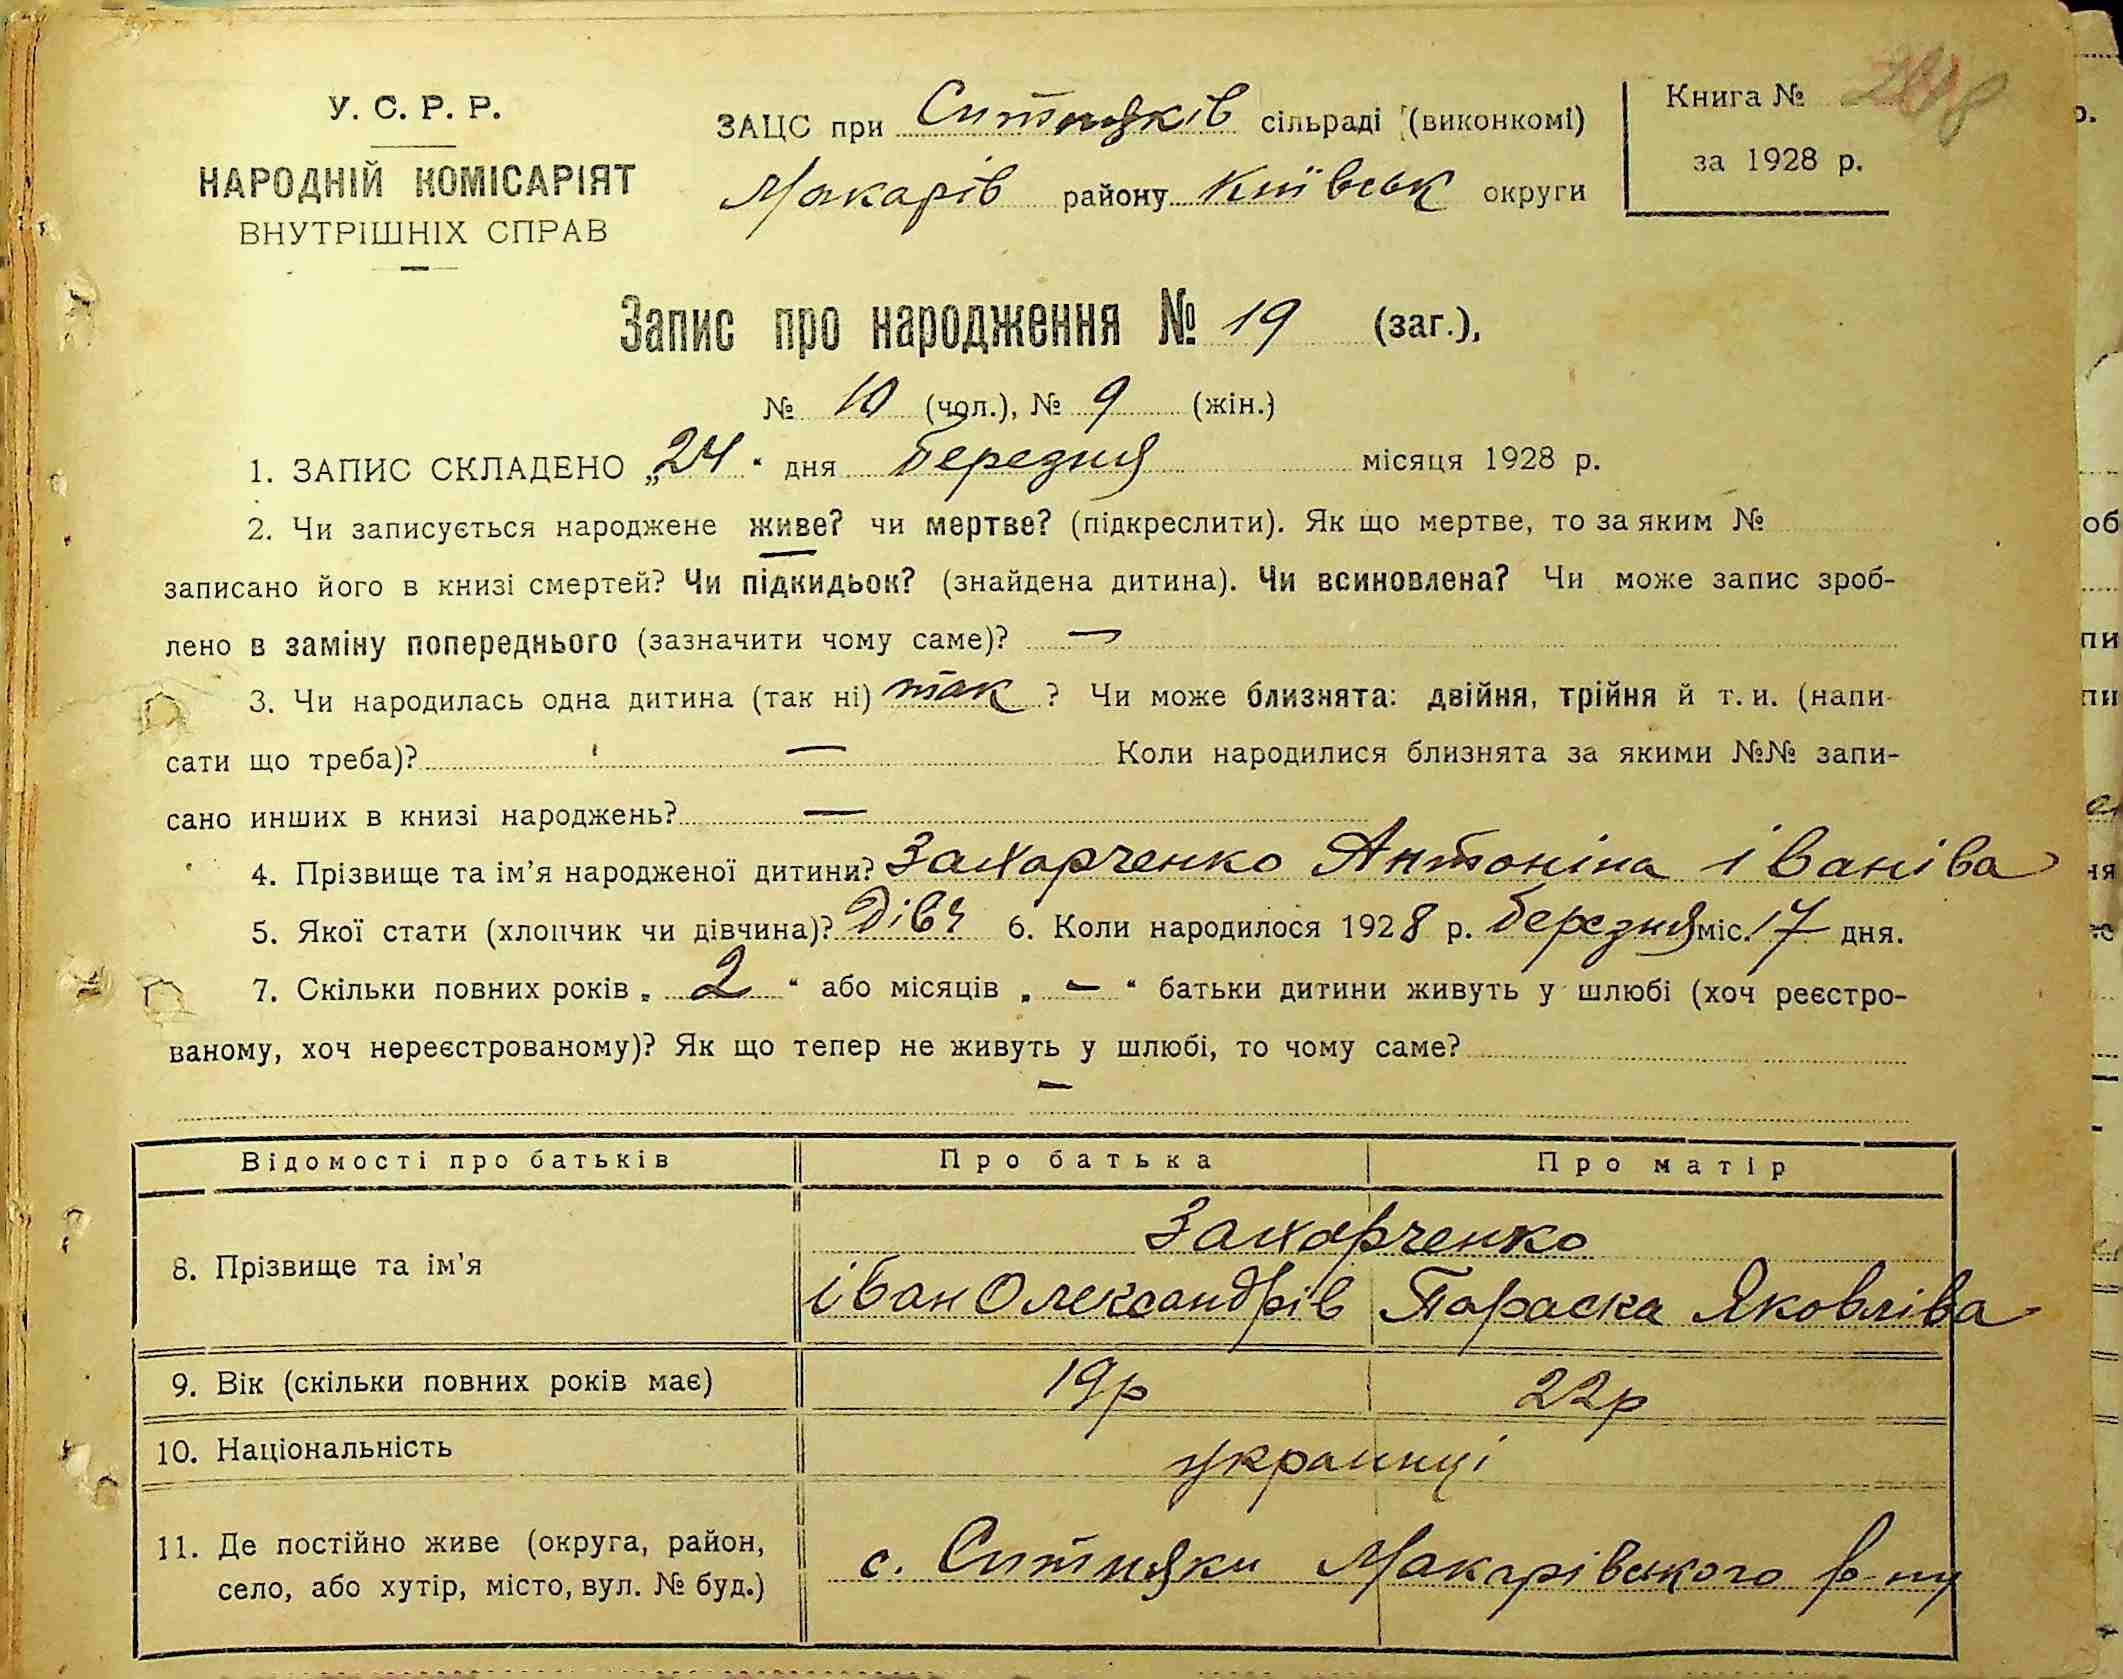 У. С. Р. Р.
НАРОДНІЙ КОМІСАРІЯТ
ВНУТРІШНІХ СПРАВ
ЗАЦС при Ситняків сільраді (виконкомі)
Макарів району Київськ округи
Книга №
за 1928 р.
Запис про народження № 19 (заг.),
№ 10 (чол.), № 9 (жін.)
1. ЗАПИС СКЛАДЕНО „24“ дня березня місяця 1928 р.
2. Чи записується народжене живе? чи мертве? (підкреслити). Як що мертве, то за яким №
записано його в книзі смертей? Чи підкидьок? (знайдена дитина). Чи всиновлена? Чи може запис зроб-
лено в заміну попереднього (зазначити чому саме)? —
3. Чи народилась одна дитина (так ні) так ? Чи може близнята: двійня, трійня й т. и. (напи-
сати що треба)? — Коли народилися близнята за якими №№ запи-
сано инших в книзі народжень? —
4. Прізвище та ім'я народженої дитини? Захарченко Антоніна Іваніва
5. Якої стати (хлопчик чи дівчина)? Дівч 6. Коли народилося 1928 р. березня міс. 17 дня.
7. Скільки повних років „ 2 “ або місяців „ — “ батьки дитини живуть у шлюбі (хоч реєстро-
ваному, хоч нереєстрованому)? Як що тепер не живуть у шлюбі, то чому саме?
—
Відомості про батьків Про батька Про матір
8. Прізвище та ім'я Захарченко
Іван Олександрів Параска Яковліва
9. Вік (скільки повних років має) 19р 22р
10. Національність украинці
11. Де постійно живе (округа, район,
село, або хутір, місто, вул. № буд.) с. Ситняки Макарівського р-ну